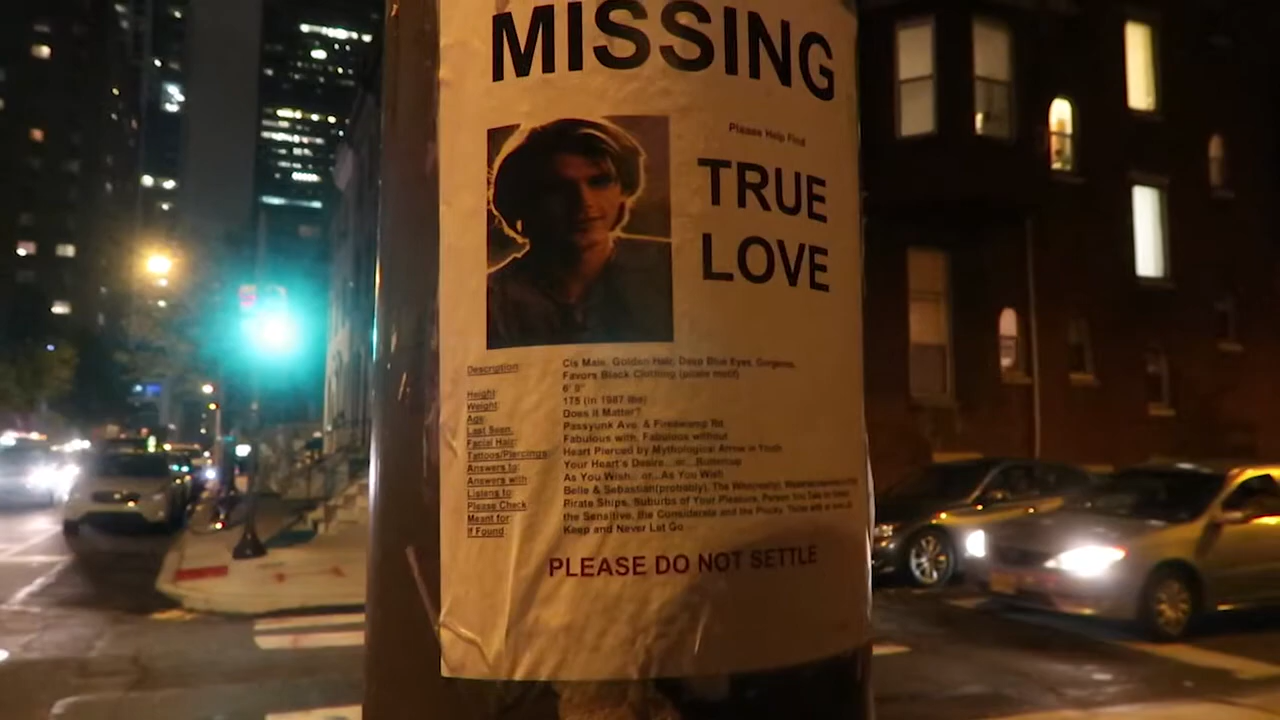 MISSING
Please Help Find
TRUE
LOVE
Description: Cis Male, Golden Hair, Deep Blue Eyes, Gorgeous.
Favors Black Clothing (pirate motif)
Height: 6' 9"
Weight: 175 (in 1987 lbs)
Age: Does it Matter?
Last Seen: Passyunk Ave. & Fireswamp Rd.
Facial Hair: Fabulous with, Fabulous without
Tattoos/Piercings: Heart Pierced by Mythological Arrow in Youth
Answers to: Your Heart's Desire... or... Buttercup
Answers with As You Wish... or...As You Wish
Listens to: Belle & Sebastian(probably), The
Please Check Pirate Ships, Suburbs of Your Pleasure,
Meant for: the Sensitive, the Considerate and the Plucky.
If Found: Keep and Never Let Go
PLEASE DO NOT SETTLE